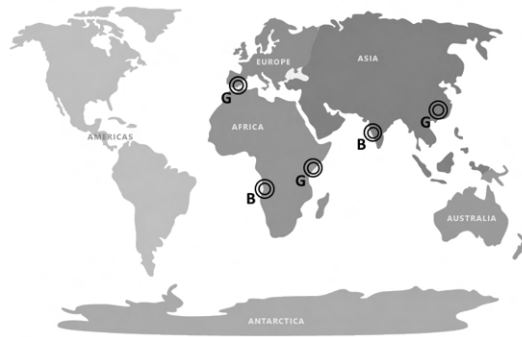 EUROPE
ASIA
G
G
AMERICAS
AFRICA
B
G
B
AUSTRALIA
ANTARCTICA